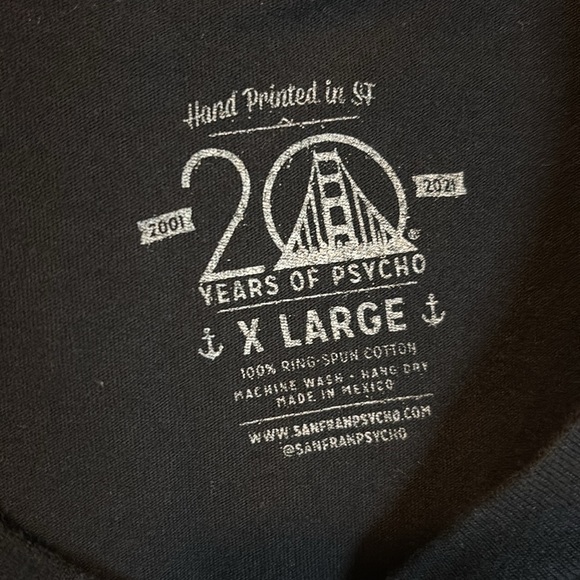 Hand Printed in SF
20
2001
2021
YEARS OF PSYCHO
X LARGE
100% RING-SPUN COTTON
MACHINE WASH • HANG DRY
MADE IN MEXICO
WWW.SANFRANPSYCHO.COM
@SANFRANPSYCHO